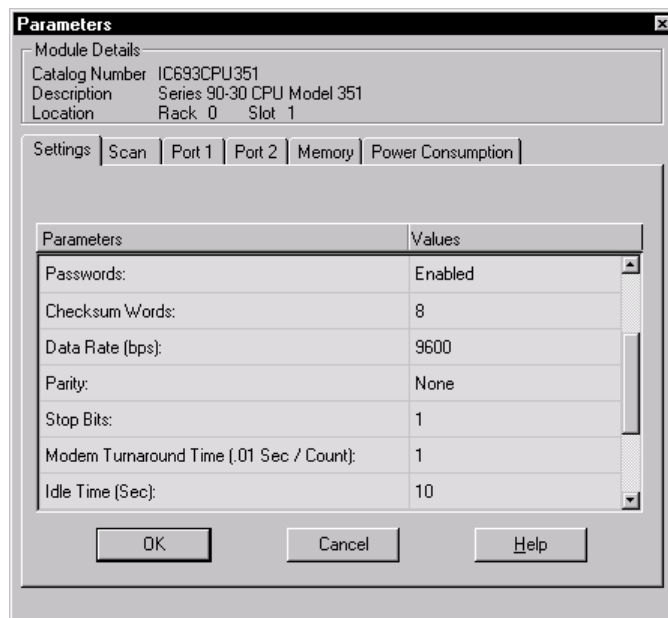 Parameters
Module Details
Catalog Number IC693CPU351
Description Series 90-30 CPU Model 351
Location Rack 0 Slot 1
Settings Scan Port 1 Port 2 Memory Power Consumption
Parameters Values
Passwords: Enabled
Checksum Words: 8
Data Rate (bps): 9600
Parity: None
Stop Bits: 1
Modem Turnaround Time (.01 Sec / Count): 1
Idle Time (Sec): 10
OK Cancel Help